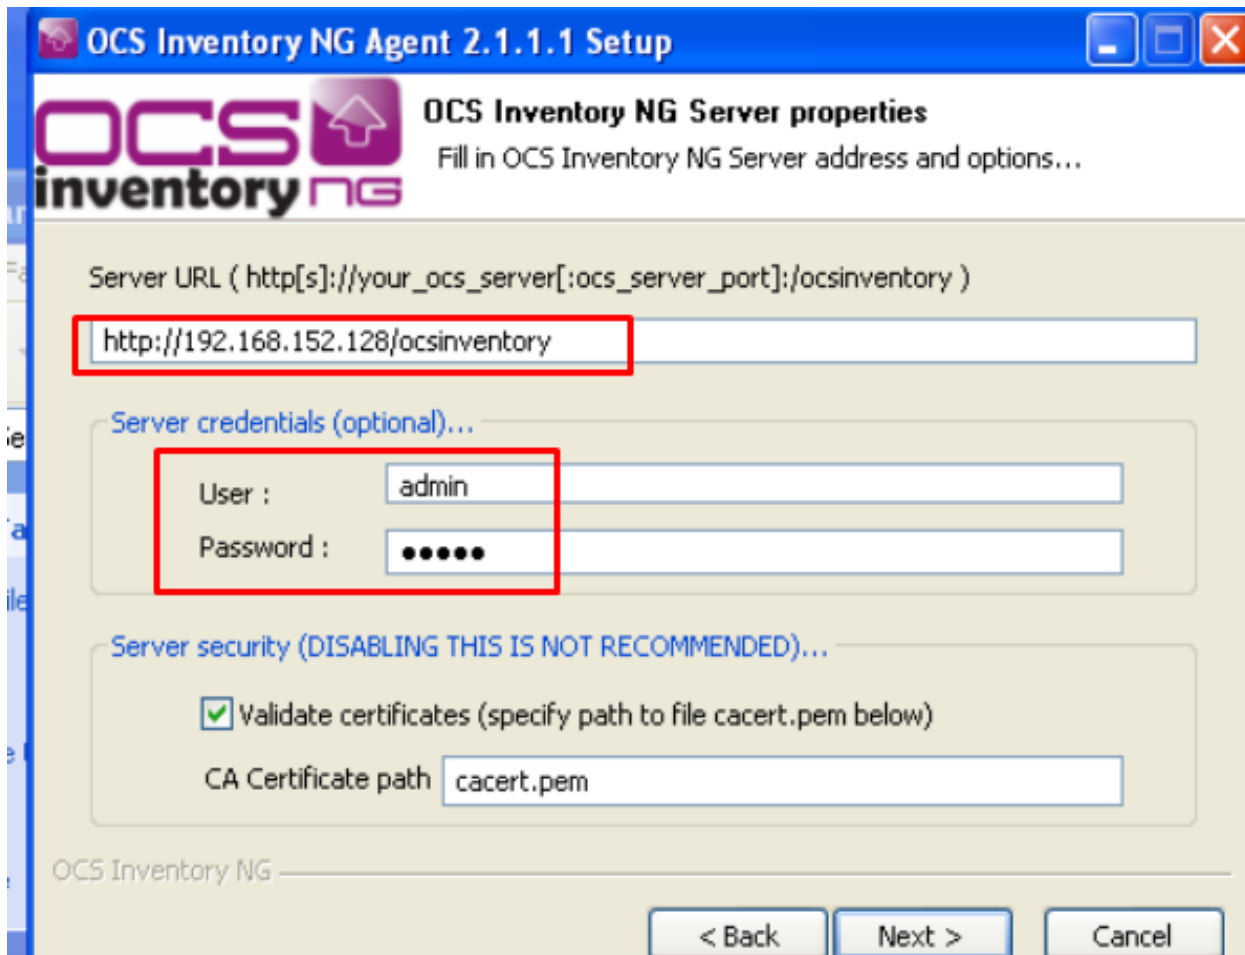 OCS Inventory NG Agent 2.1.1.1 Setup
OCS inventory NG
OCS Inventory NG Server properties
Fill in OCS Inventory NG Server address and options...
Server URL ( http[s]://your_ocs_server[:ocs_server_port]:/ocsinventory )
http://192.168.152.128/ocsinventory
Server credentials (optional)...
User : admin
Password : •••••
Server security (DISABLING THIS IS NOT RECOMMENDED)...
Validate certificates (specify path to file cacert.pem below)
CA Certificate path cacert.pem
OCS Inventory NG
< Back Next > Cancel